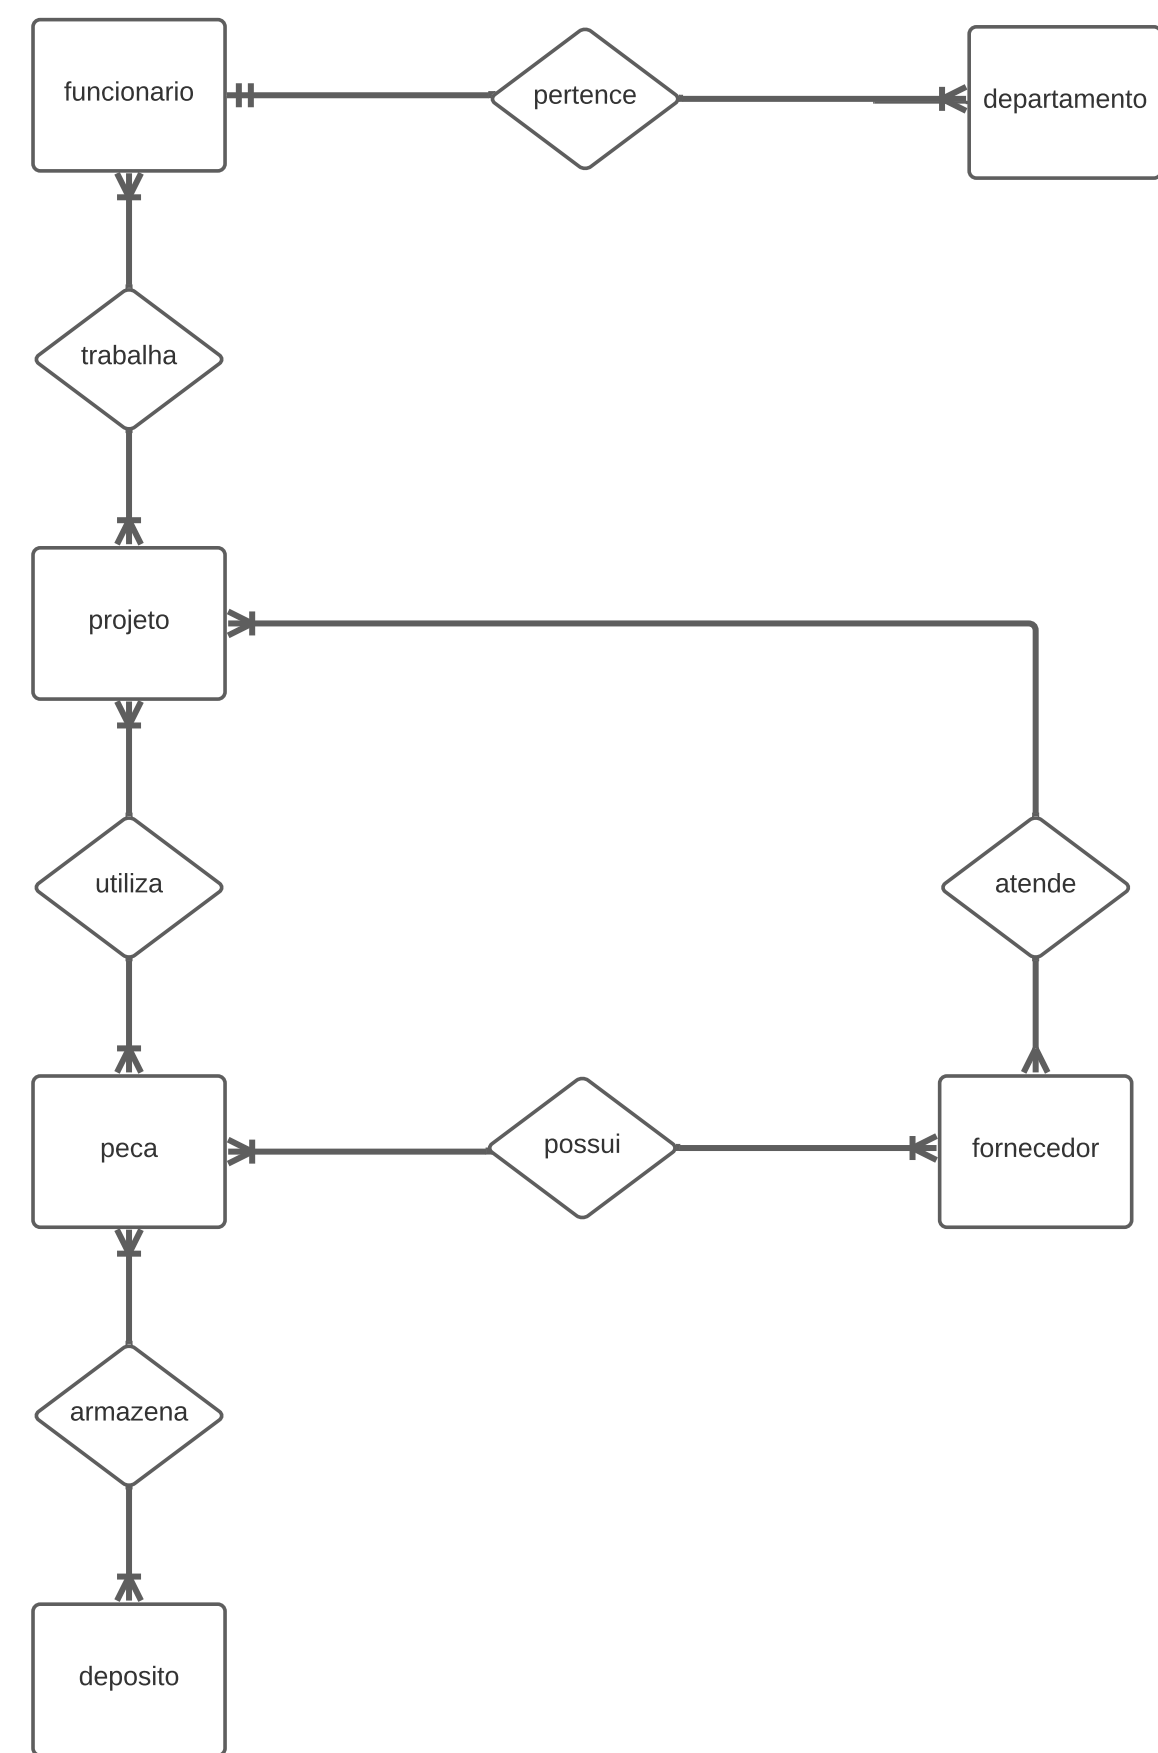 funcionario
pertence
departamento
trabalha
projeto
utiliza
atende
peca
possui
fornecedor
armazena
deposito